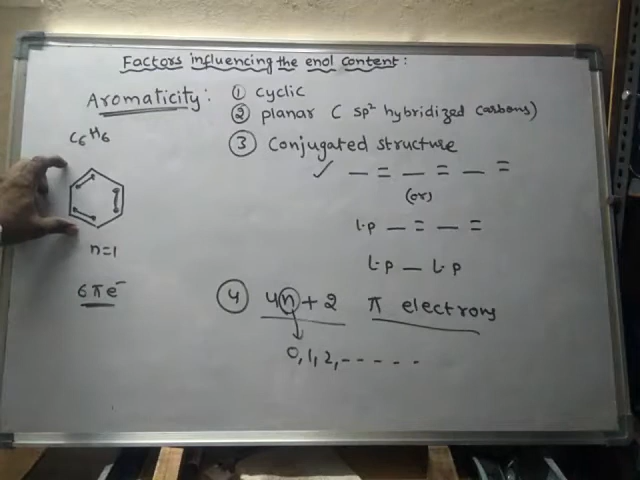 Factors influencing the enol content:
Aromaticity: ① cyclic
② planar ( sp² hybridized carbons)
③ Conjugated structure
C₆H₆
✓ — = — = — =
(or)
l.p — = — =
l.p — l.p
n=1
6πe⁻
④ 4n+2 π electrons
0,1,2,-----